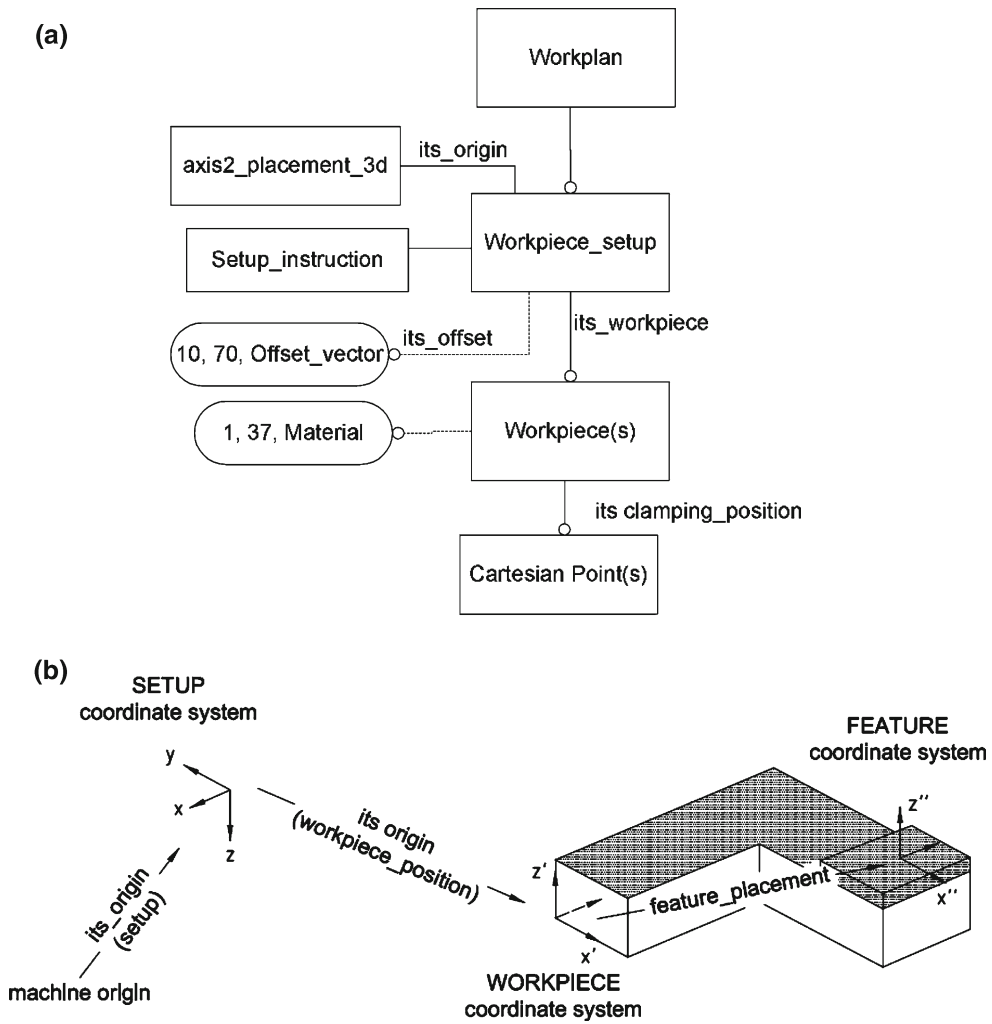 (a)
Workplan
axis2_placement_3d
its_origin
Workpiece_setup
Setup_instruction
its_offset
its_workpiece
10, 70, Offset_vector
1, 37, Material
Workpiece(s)
its clamping_position
Cartesian Point(s)
(b)
SETUP
coordinate system
FEATURE
coordinate system
y
x
z
its origin
(workpiece_position)
z'
z''
feature_placement
x''
x'
its_origin
(setup)
machine origin
WORKPIECE
coordinate system